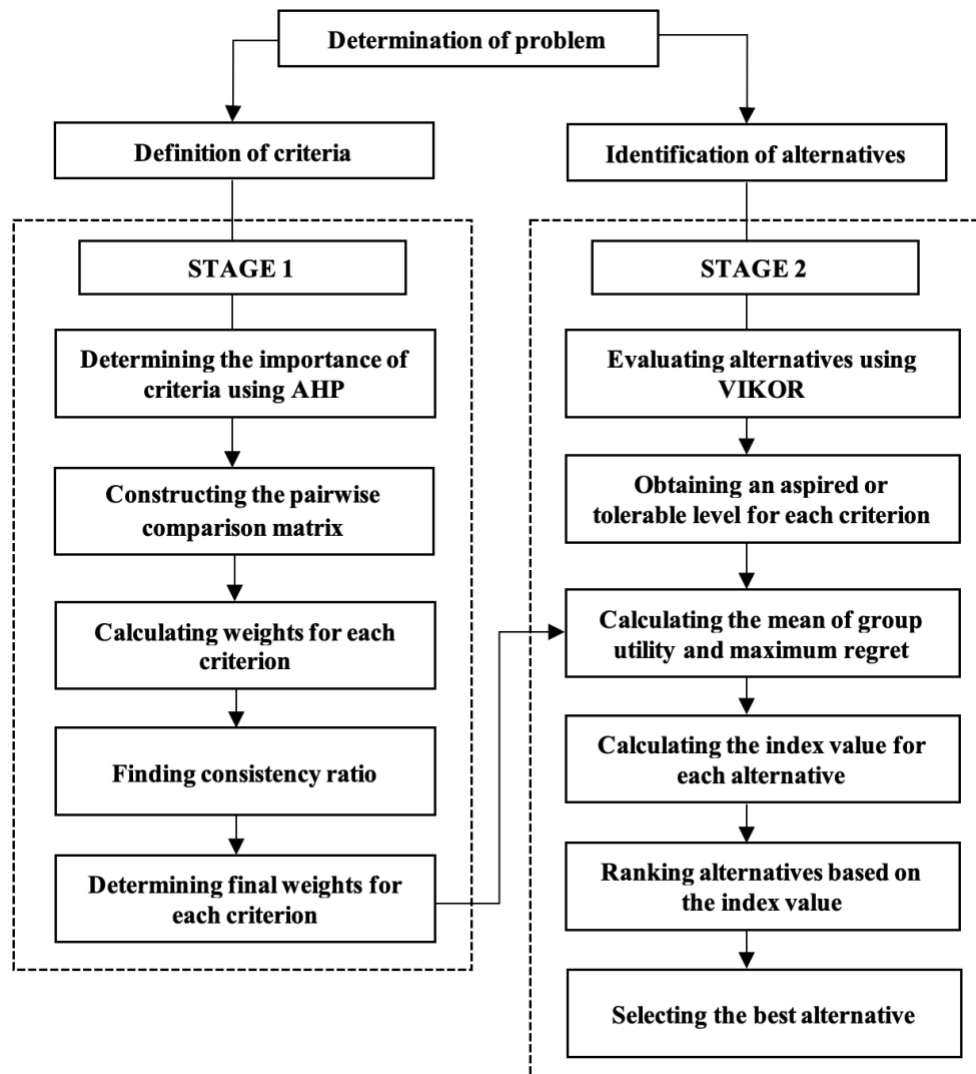 Determination of problem
Definition of criteria
Identification of alternatives
STAGE 1
Determining the importance of
criteria using AHP
Constructing the pairwise
comparison matrix
Calculating weights for each
criterion
Finding consistency ratio
Determining final weights for
each criterion
STAGE 2
Evaluating alternatives using
VIKOR
Obtaining an aspired or
tolerable level for each criterion
Calculating the mean of group
utility and maximum regret
Calculating the index value for
each alternative
Ranking alternatives based on
the index value
Selecting the best alternative